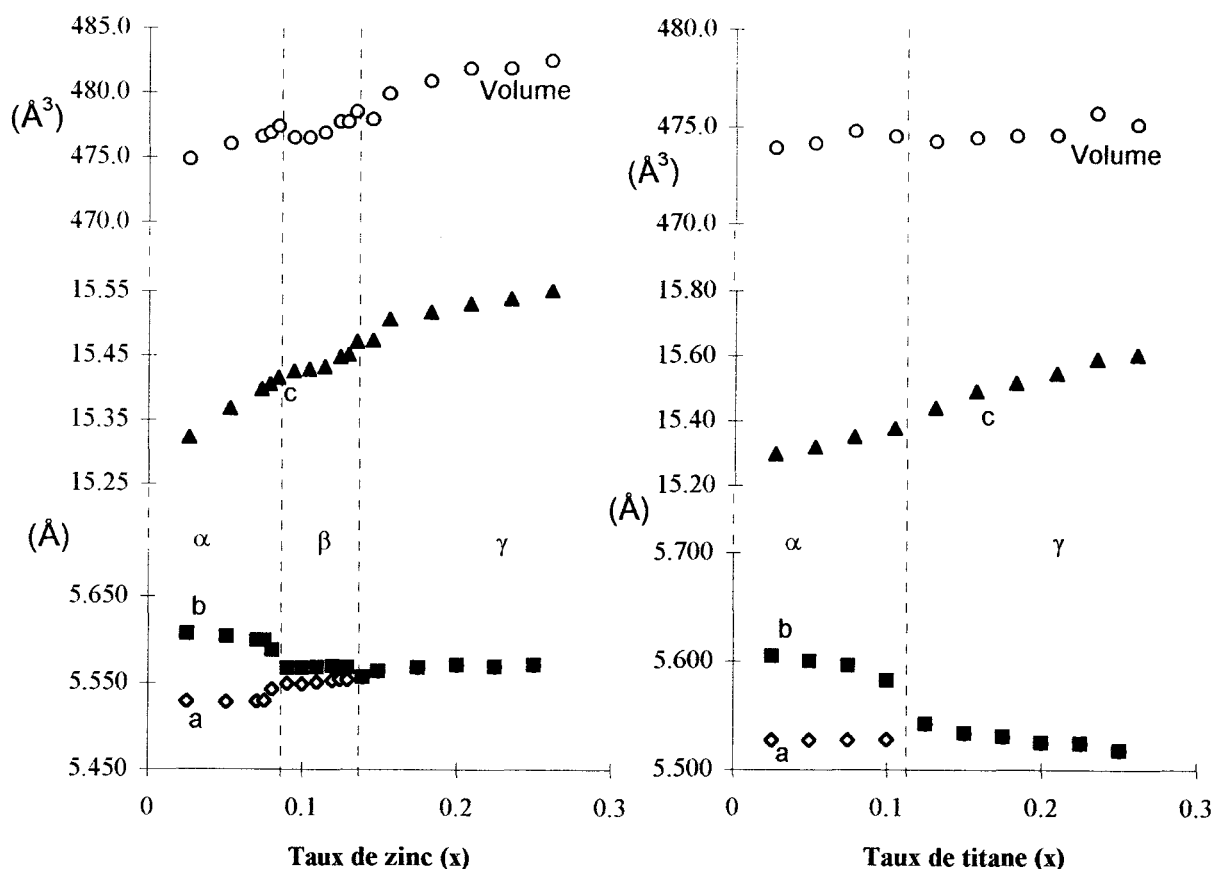 485.0
480.0
(Å³)
Volume
475.0
470.0
15.55
15.45
c
15.35
15.25
(Å)
α β γ
5.650
b
5.550
a
5.450
0 0.1 0.2 0.3
Taux de zinc (x)
480.0
475.0
(Å³)
Volume
470.0
15.80
15.60
c
15.40
15.20
(Å)
α γ
5.700
b
5.600
a
5.500
0 0.1 0.2 0.3
Taux de titane (x)